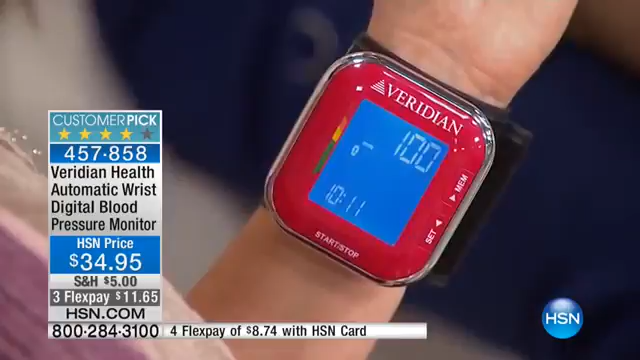 CUSTOMERPICK
457-858
Veridian Health
Automatic Wrist
Digital Blood
Pressure Monitor
HSN Price
$34.95
S&H $5.00
3 Flexpay $11.65
HSN.COM
800-284-3100
4 Flexpay of $8.74 with HSN Card
VERIDIAN
100
0
10:11
MEM
SET
START/STOP
HSN